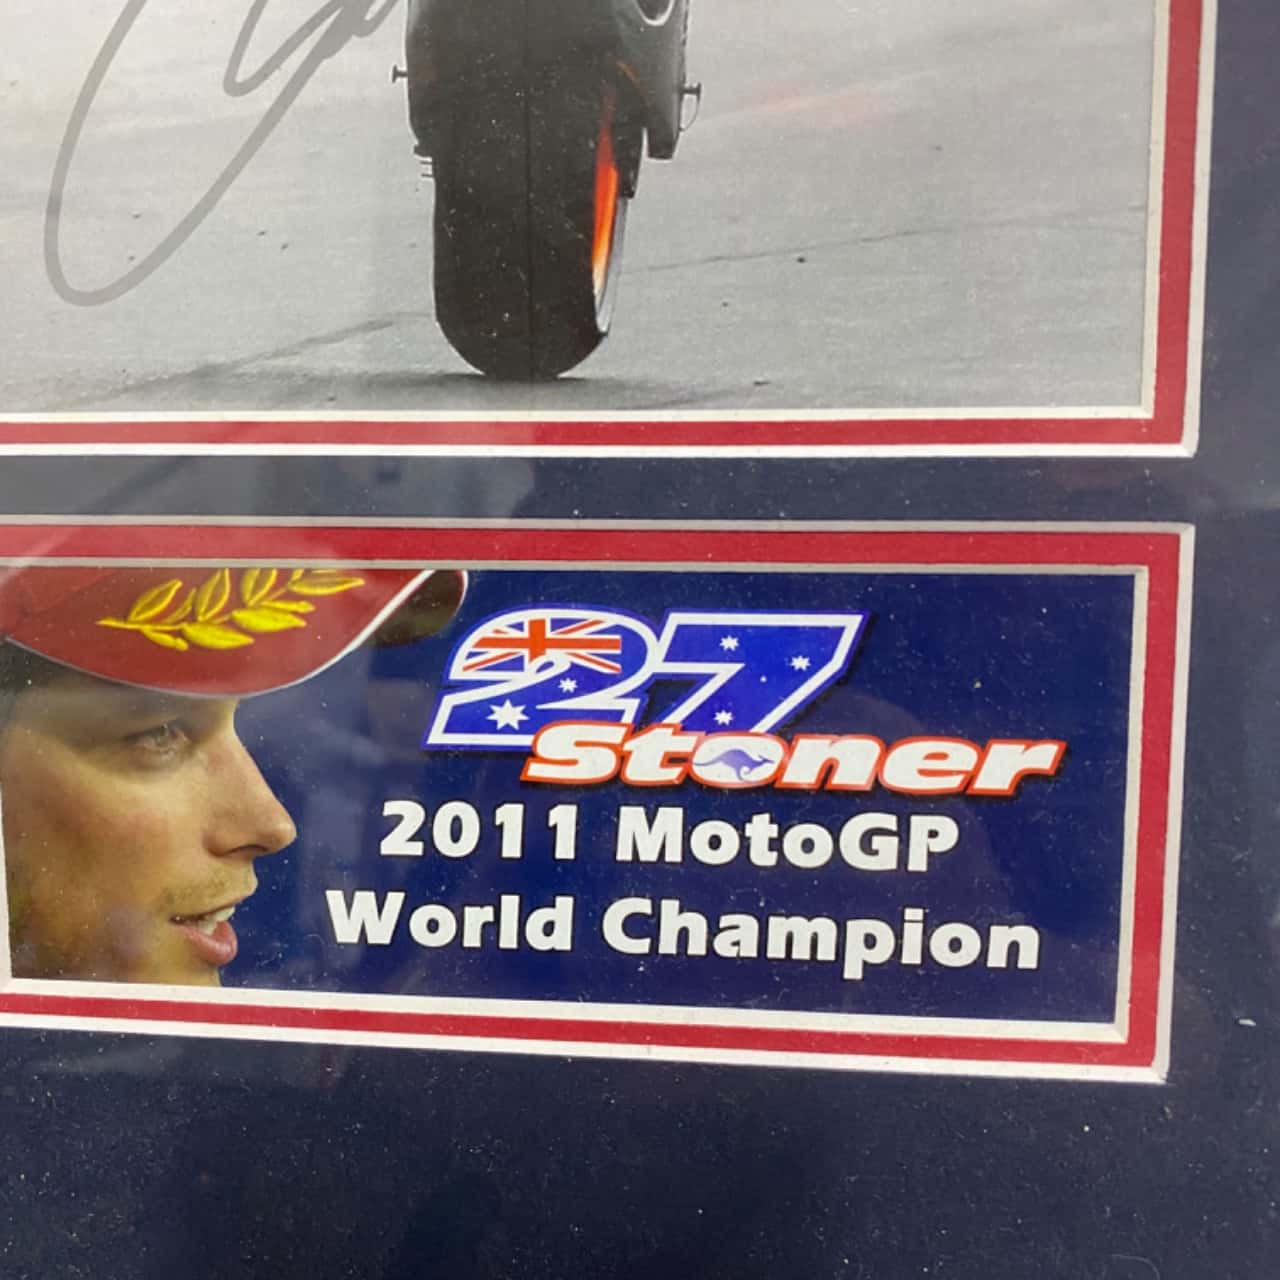 27
Stoner
2011 MotoGP
World Champion